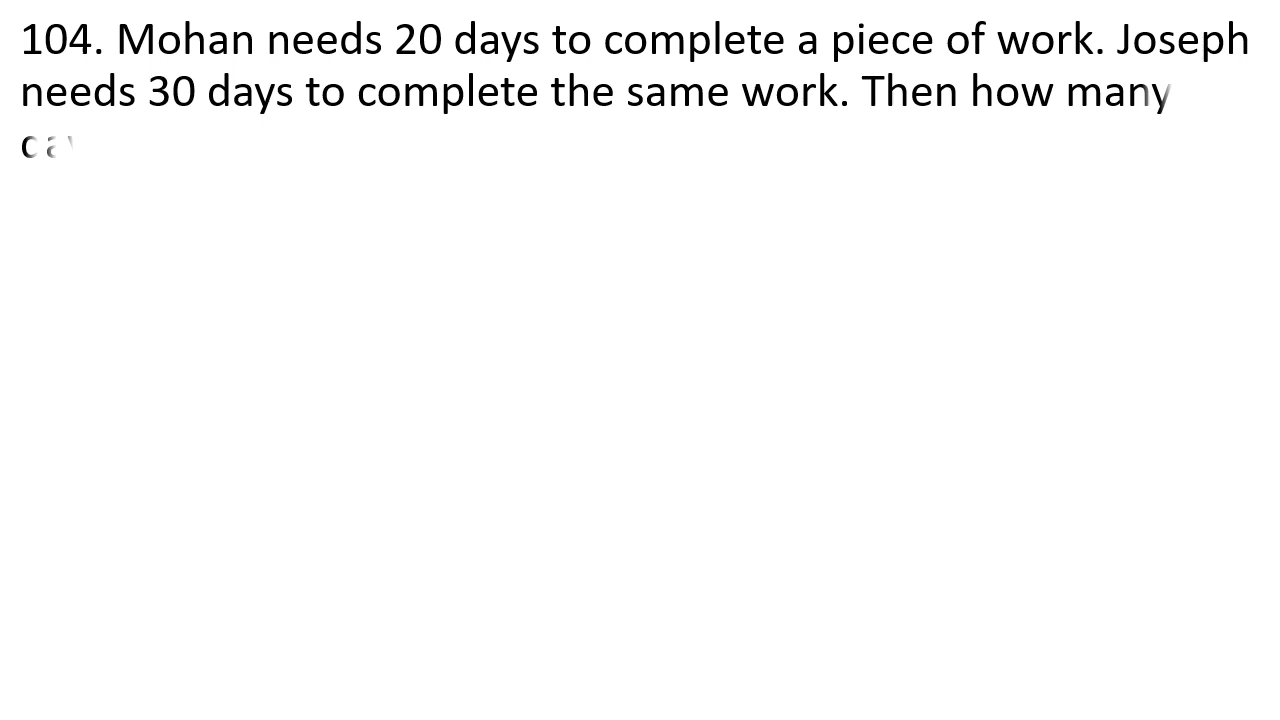 104. Mohan needs 20 days to complete a piece of work. Joseph
needs 30 days to complete the same work. Then how many